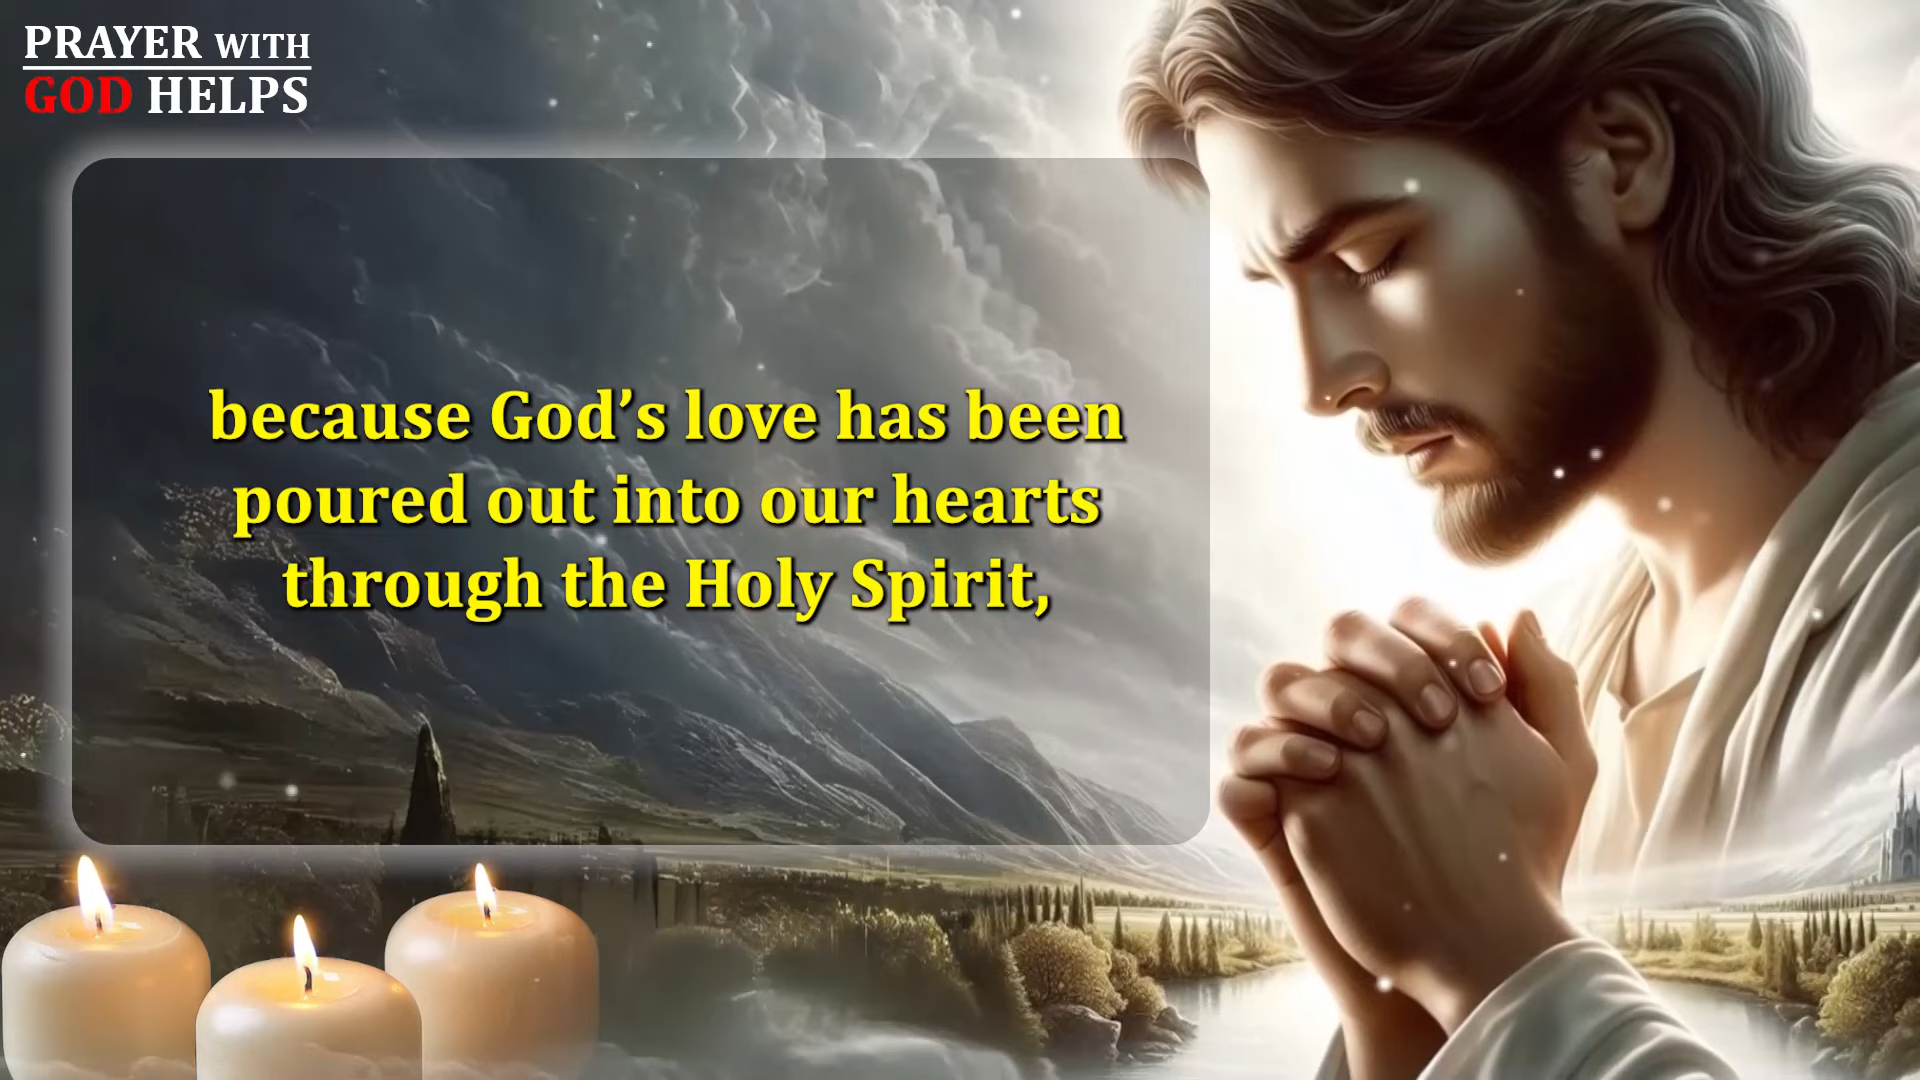 PRAYER WITH
GOD HELPS
because God’s love has been
poured out into our hearts
through the Holy Spirit,